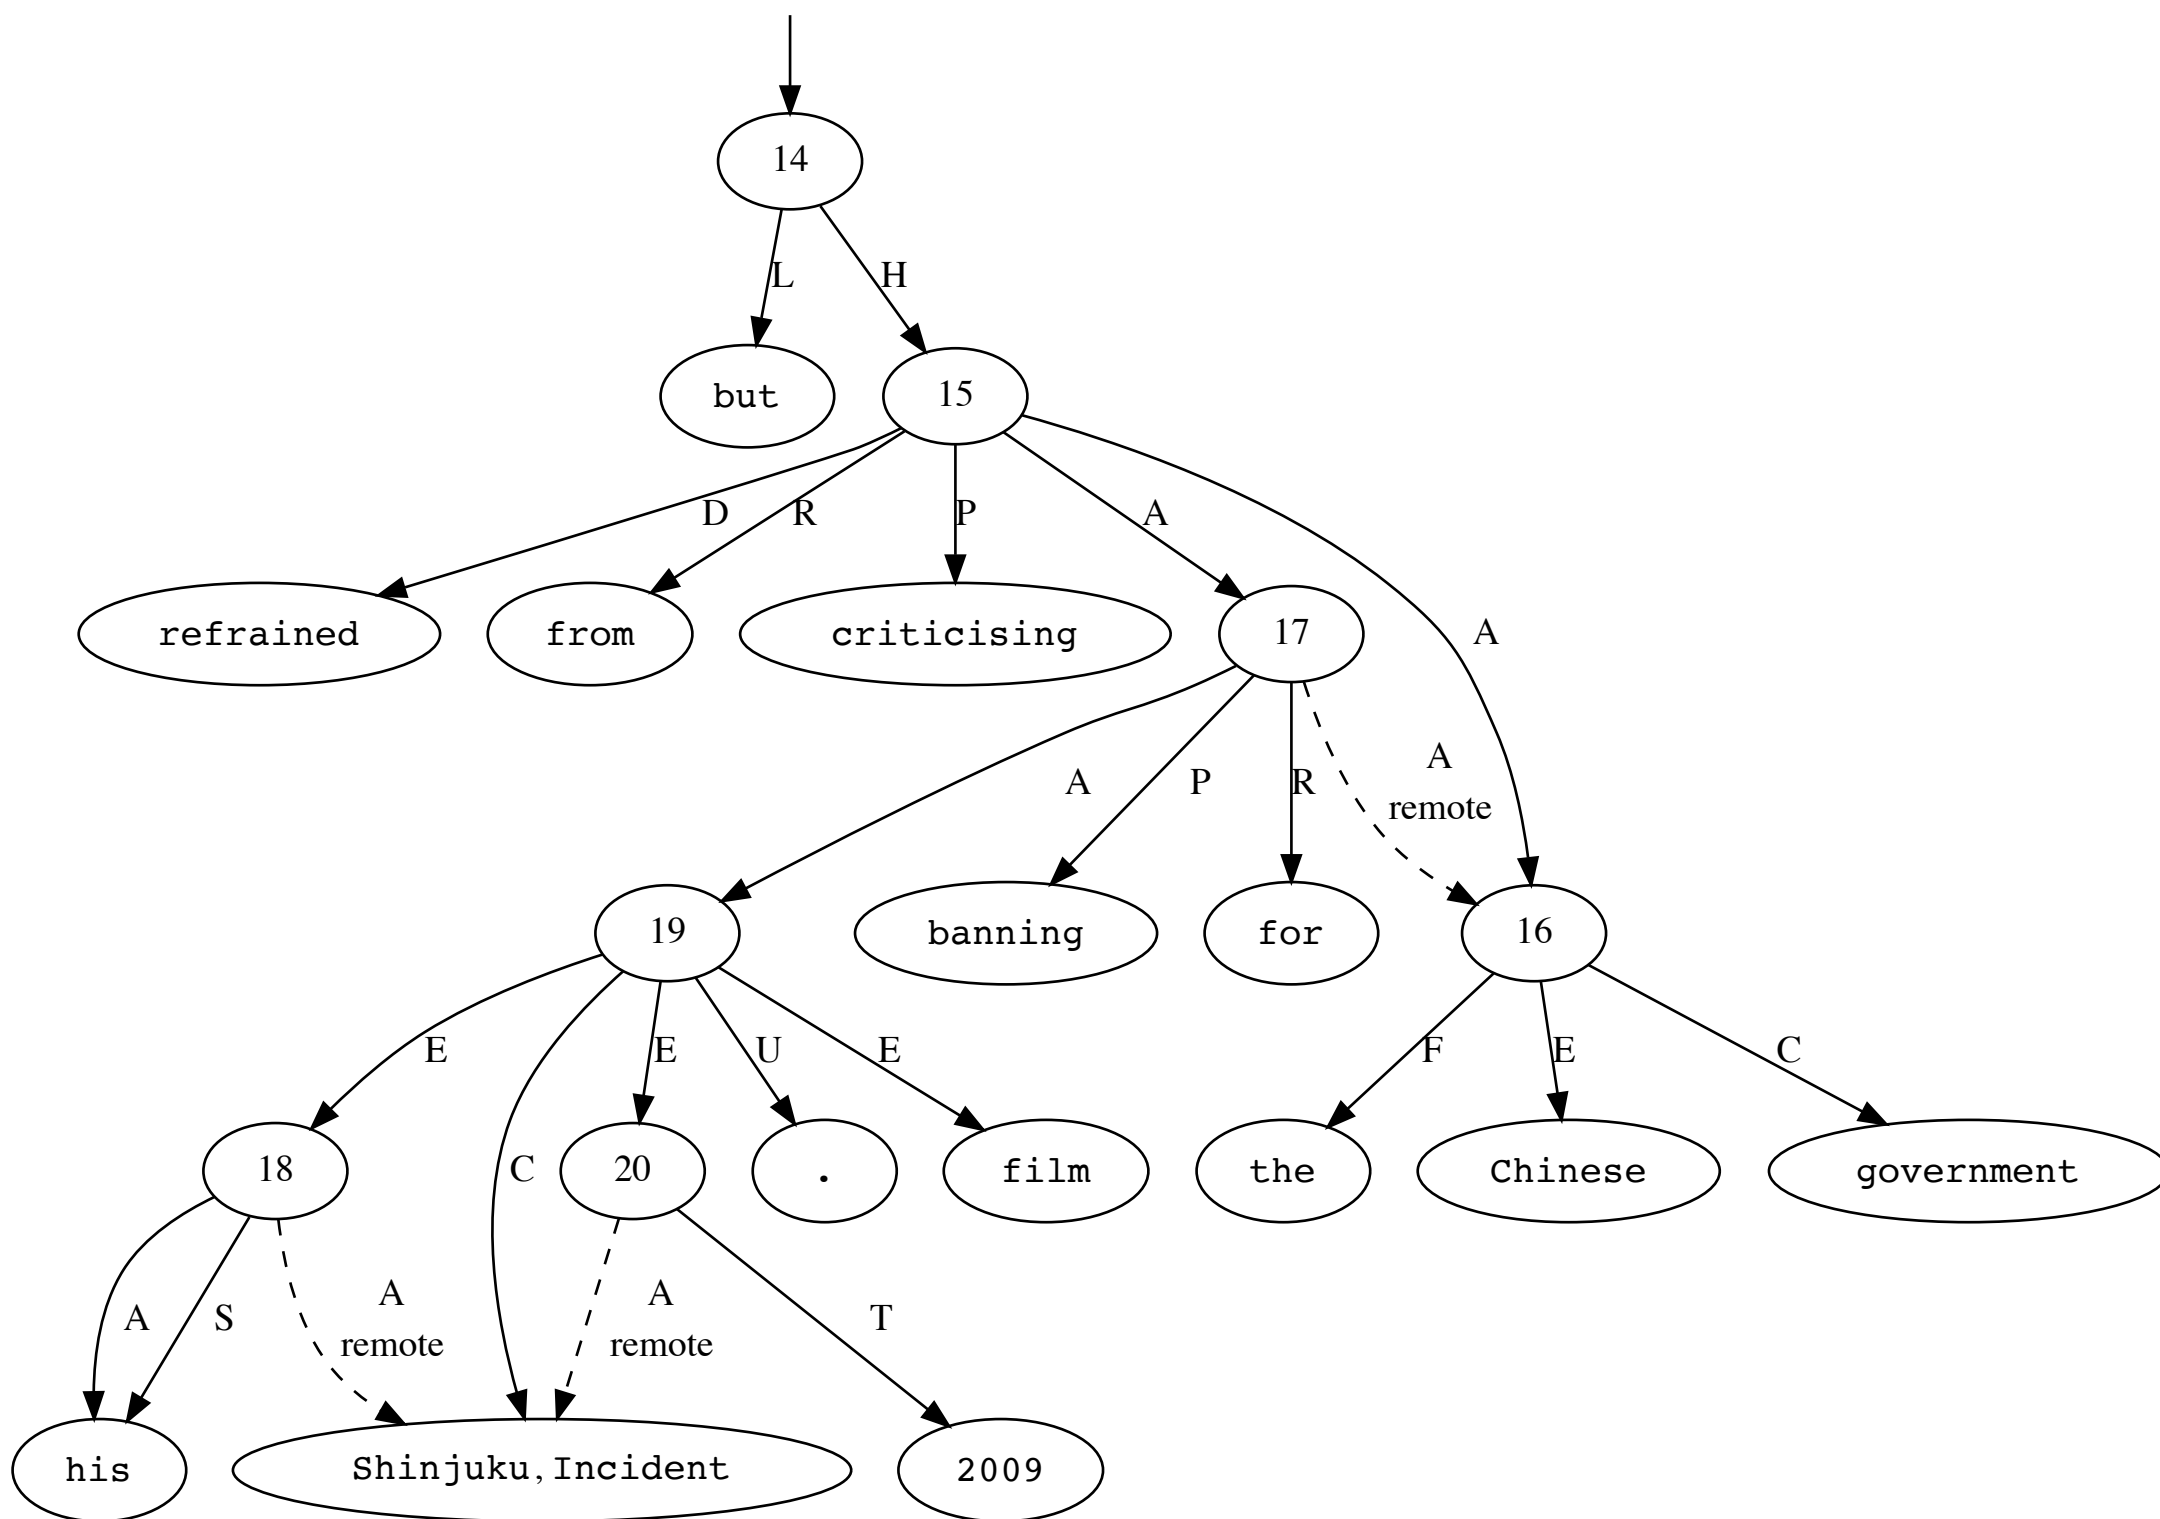 14
L H
but 15
D R P A
refrained from criticising 17 A
A P R A
remote
19 banning for 16
E C E U E F E C
18 20 . film the Chinese government
A S A A T
remote remote
his Shinjuku,Incident 2009